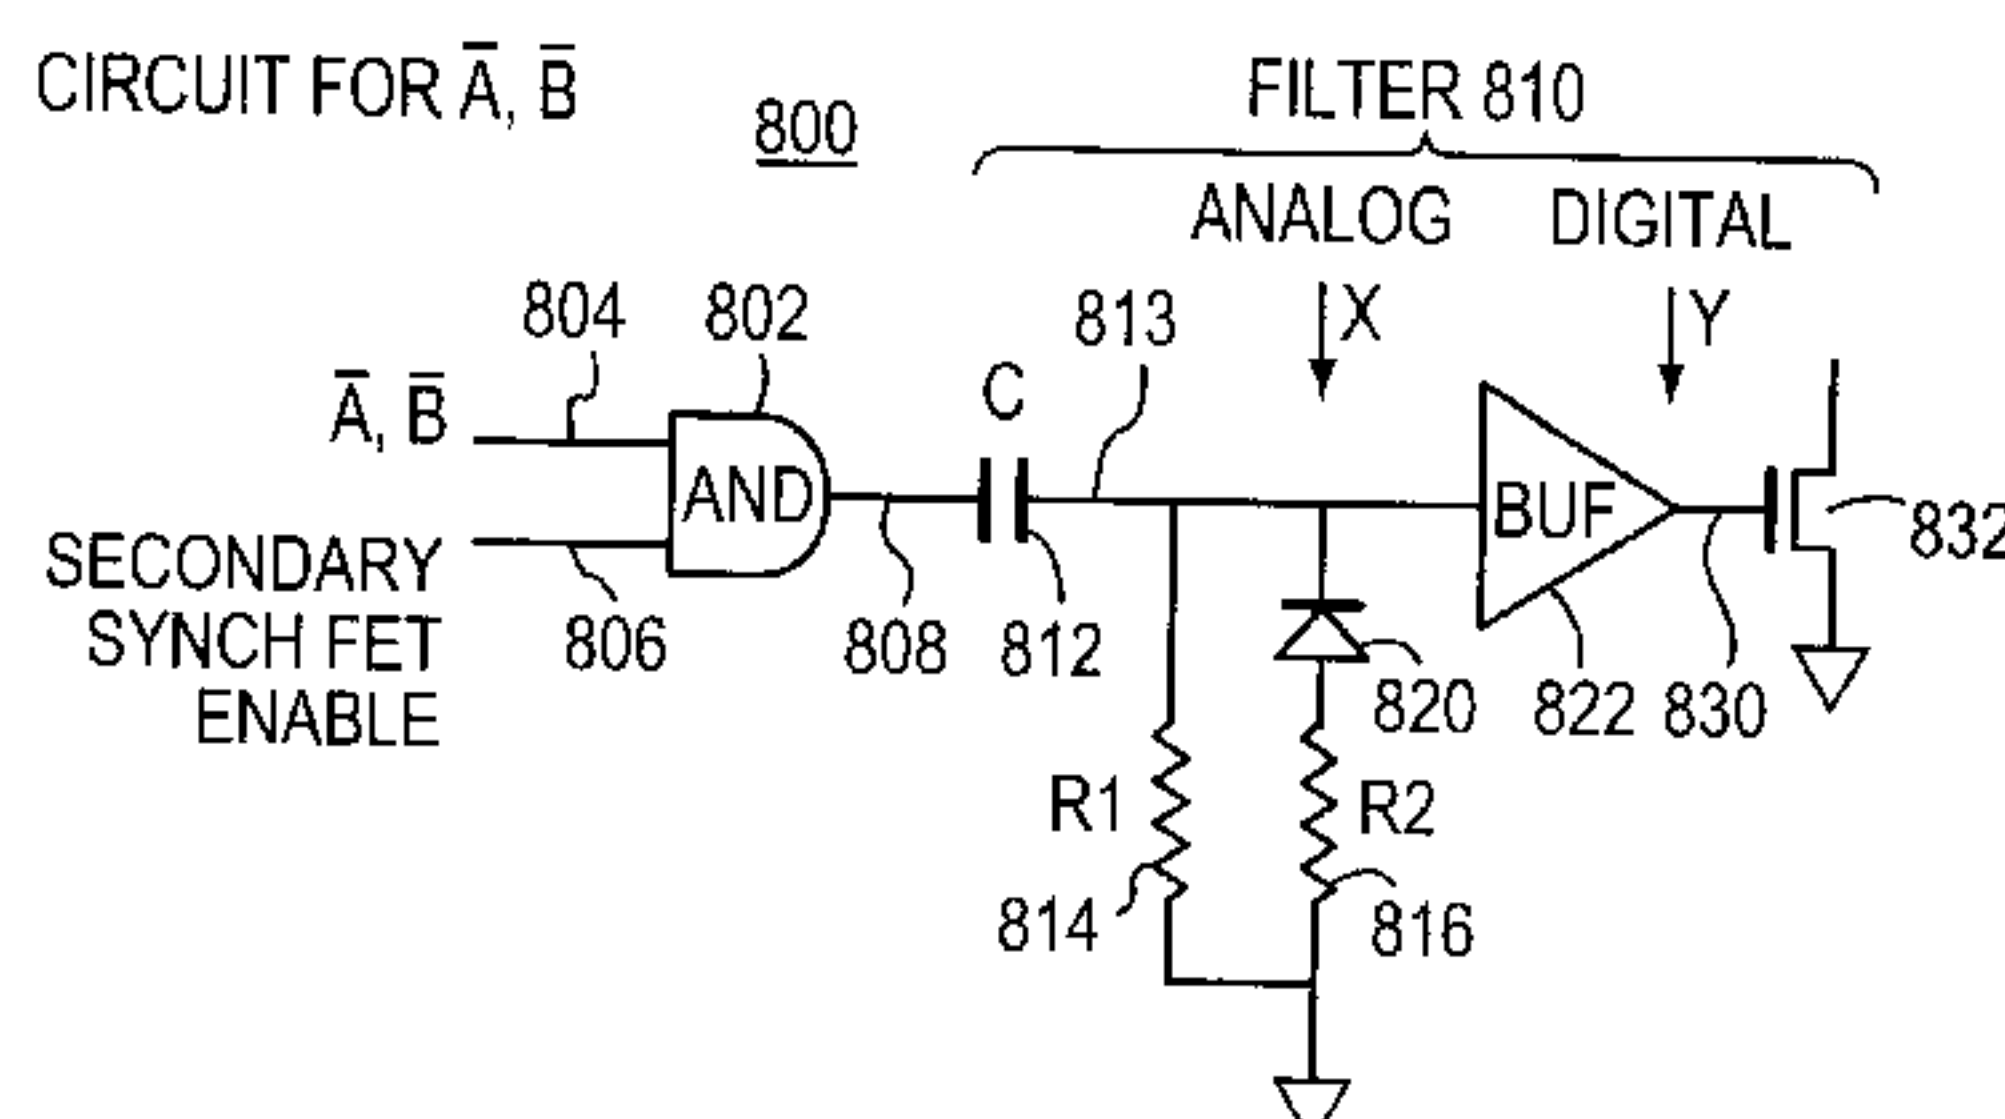 CIRCUIT FOR A̅, B̅
800
FILTER 810
ANALOG
DIGITAL
X
Y
804
802
813
C
A̅, B̅
AND
BUF
832
SECONDARY
SYNCH FET
ENABLE
806
808
812
820
822
830
R1
R2
814
816